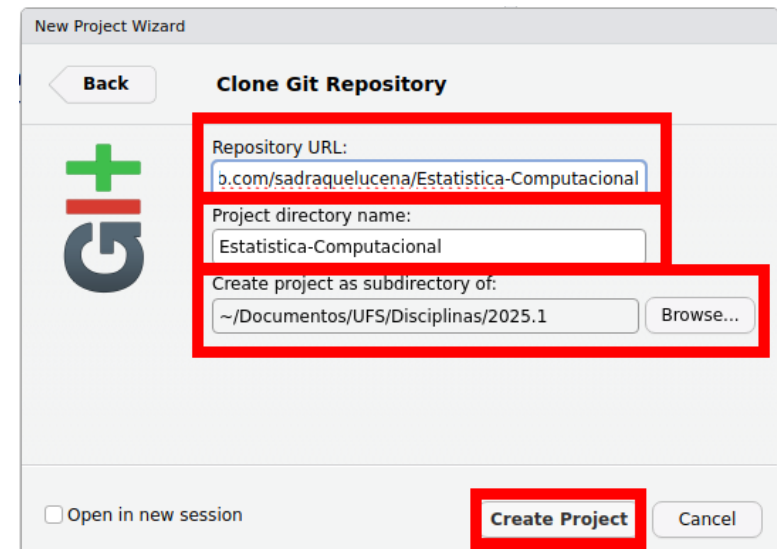 New Project Wizard
Back
Clone Git Repository
Repository URL:
b.com/sadraquelucena/Estatistica-Computacional
Project directory name:
Estatistica-Computacional
Create project as subdirectory of:
~/Documentos/UFS/Disciplinas/2025.1
Browse...
Open in new session
Create Project
Cancel
git